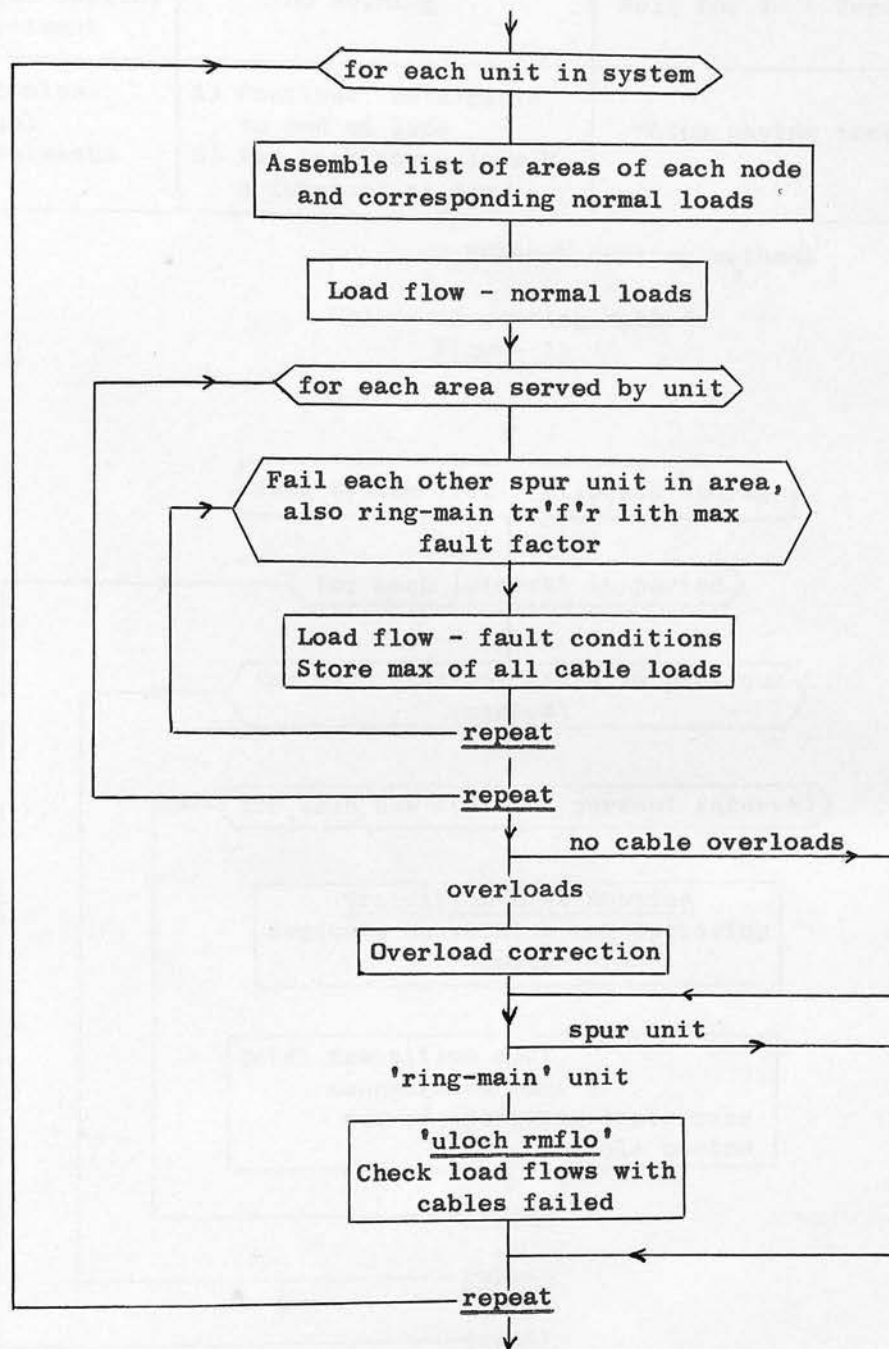 for each unit in system
Assemble list of areas of each node
and corresponding normal loads
Load flow - normal loads
for each area served by unit
Fail each other spur unit in area,
also ring-main tr'f'r lith max
fault factor
Load flow - fault conditions
Store max of all cable loads
repeat
repeat
no cable overloads
overloads
Overload correction
spur unit
'ring-main' unit
'uloch rmflo'
Check load flows with
cables failed
repeat